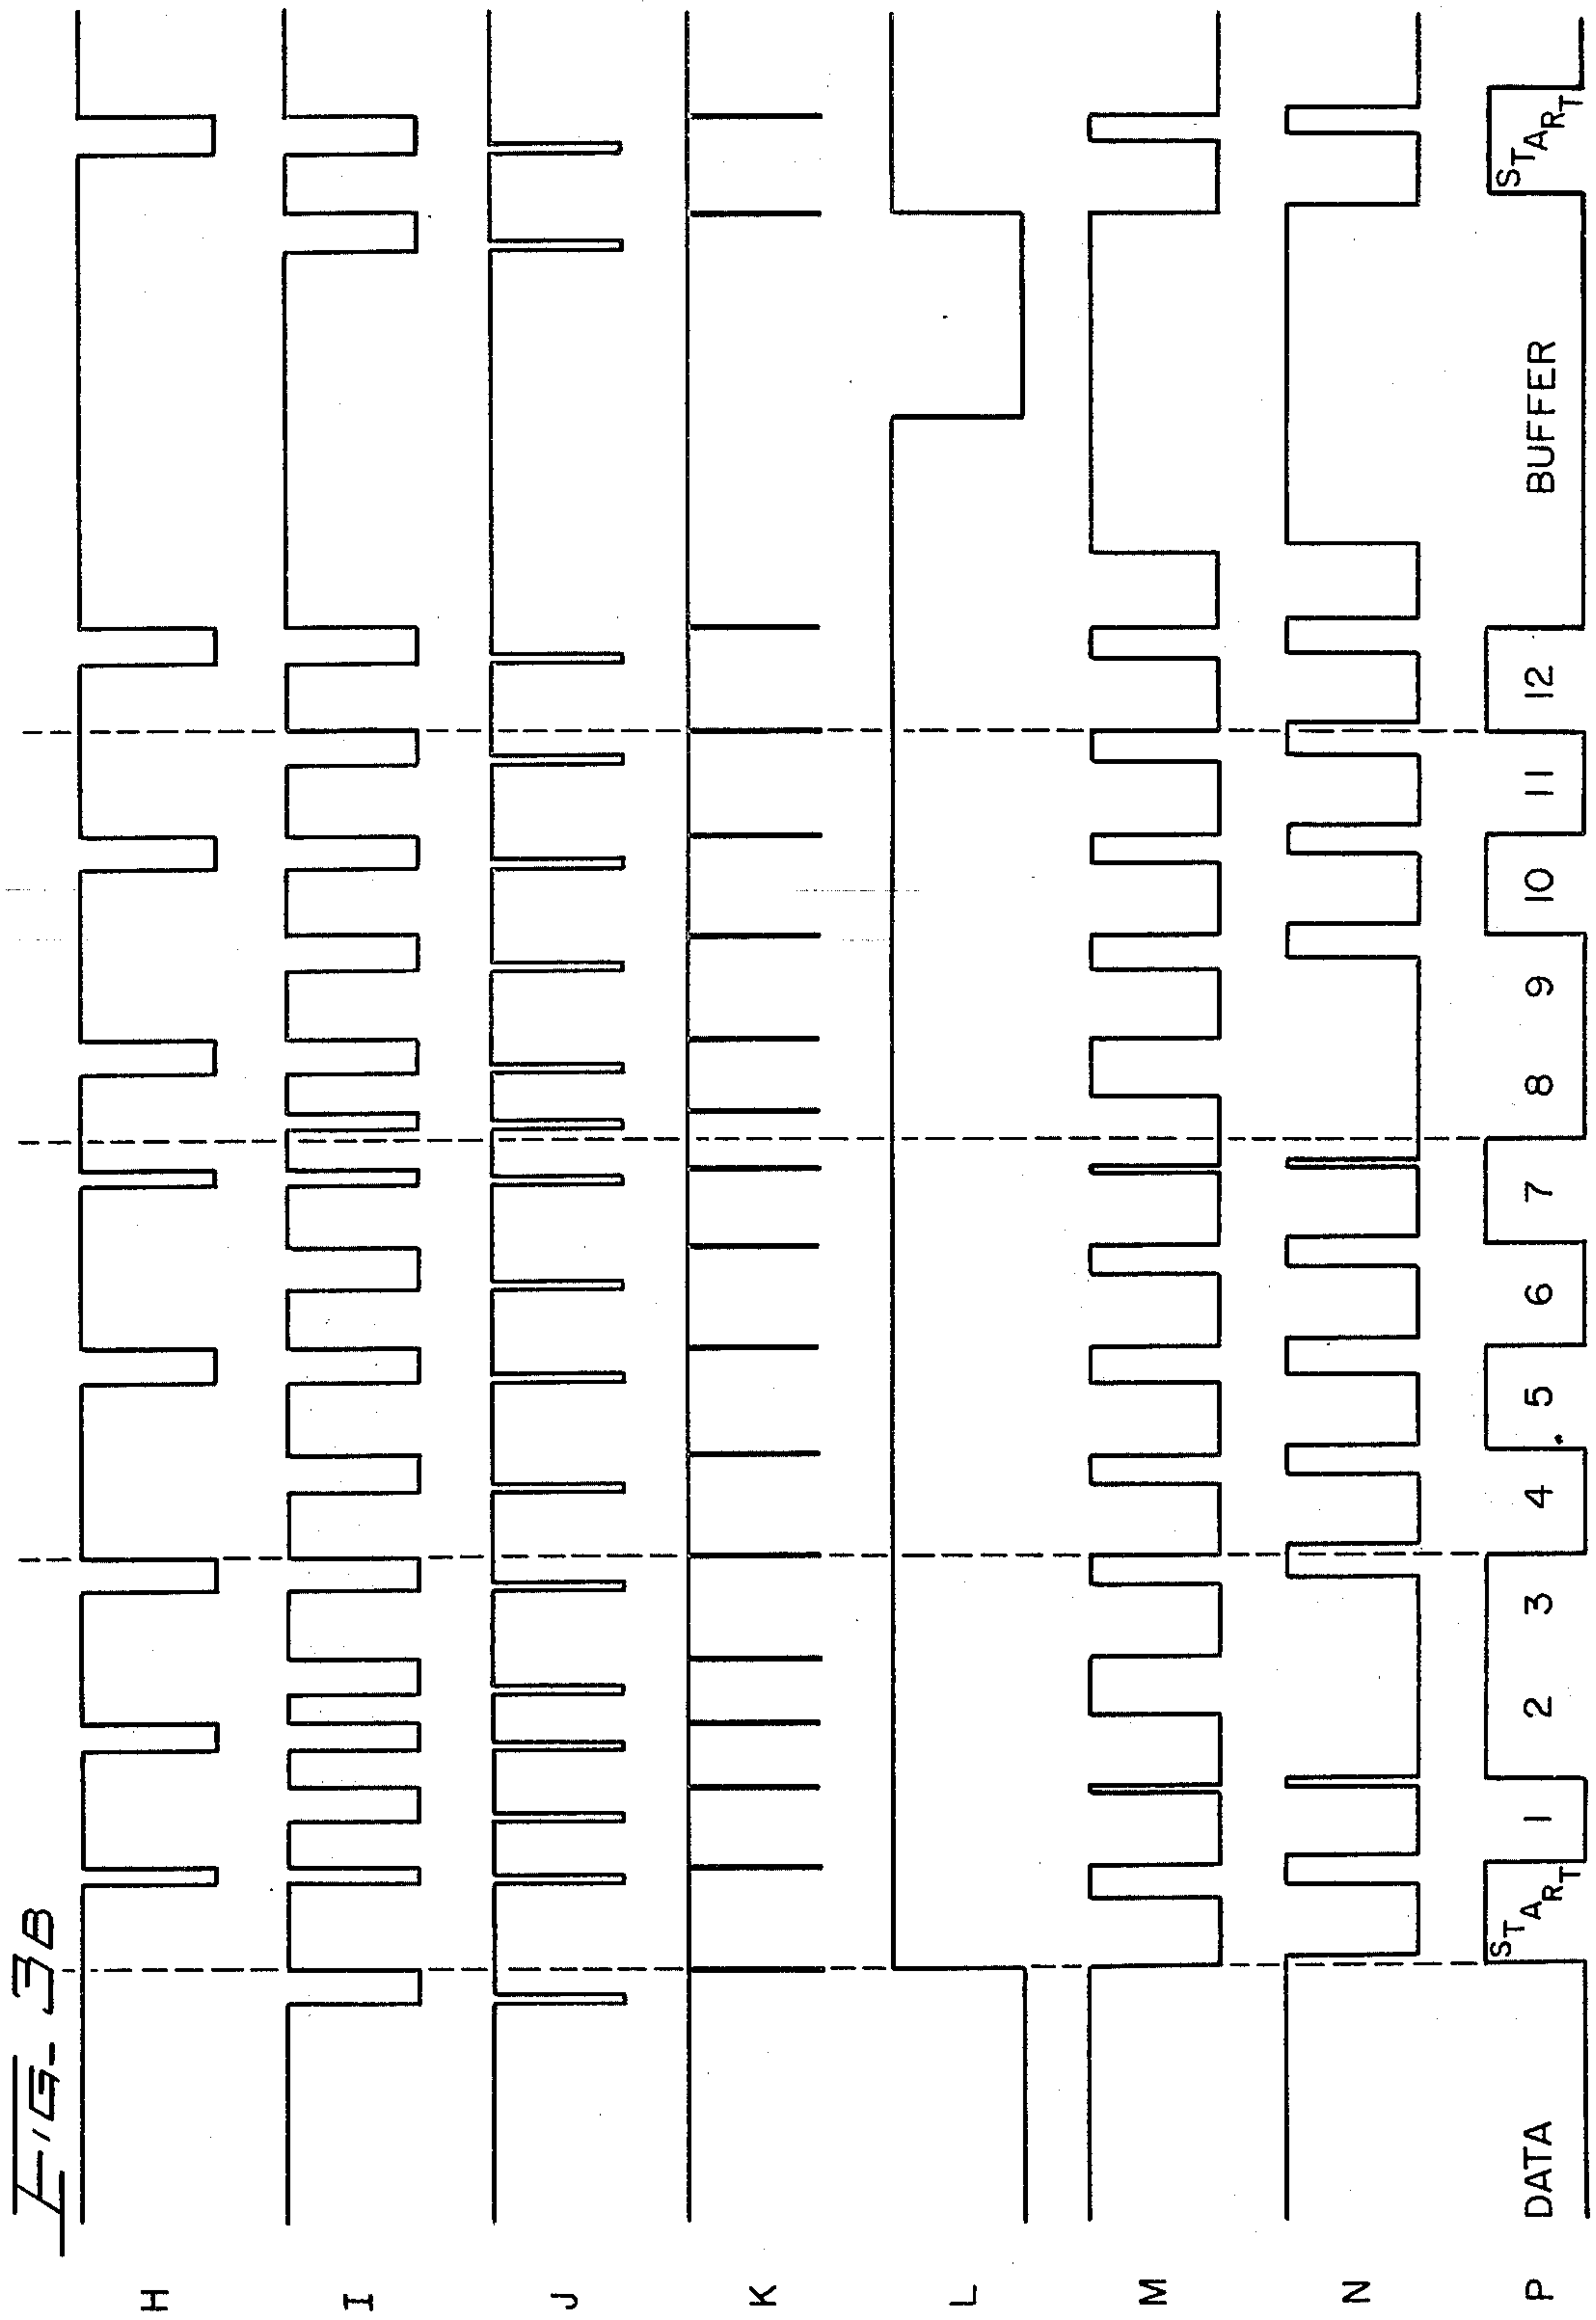 FIG. 3B
H
I
J
K
L
M
N
P DATA START 1 2 3 4 5 6 7 8 9 10 11 12 BUFFER START